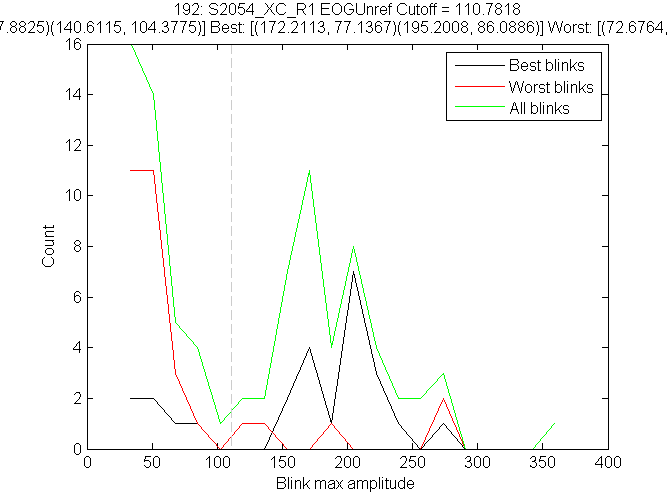 192: S2054_XC_R1 EOGUnref Cutoff = 110.7818
7.8825)(140.6115, 104.3775)] Best: [(172.2113, 77.1367)(195.2008, 86.0886)] Worst: [(72.6764,
16
14
12
10
8
6
4
2
0
Count
Best blinks
Worst blinks
All blinks
0 50 100 150 200 250 300 350 400
Blink max amplitude